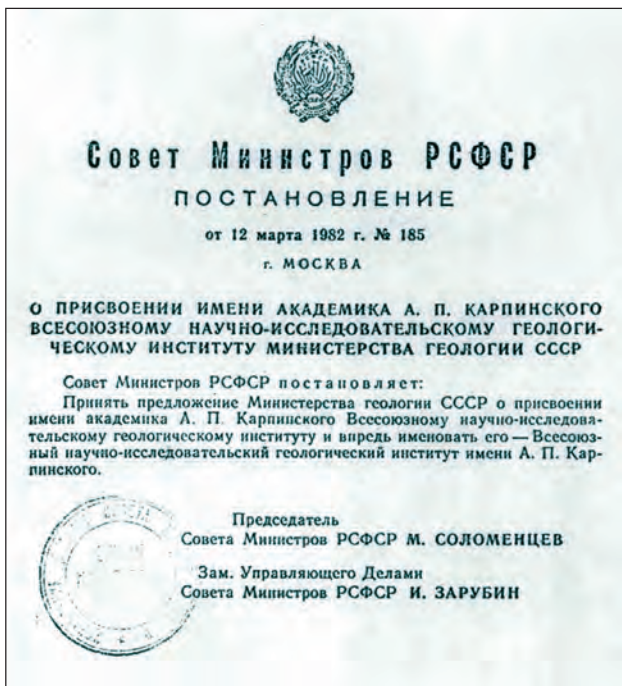 Совет Министров РСФСР
ПОСТАНОВЛЕНИЕ
от 12 марта 1982 г. № 185
г. МОСКВА
О ПРИСВОЕНИИ ИМЕНИ АКАДЕМИКА А. П. КАРПИНСКОГО
ВСЕСОЮЗНОМУ НАУЧНО-ИССЛЕДОВАТЕЛЬСКОМУ ГЕОЛОГИ-
ЧЕСКОМУ ИНСТИТУТУ МИНИСТЕРСТВА ГЕОЛОГИИ СССР
Совет Министров РСФСР постановляет:
Принять предложение Министерства геологии СССР о присвоении
имени академика А. П. Карпинского Всесоюзному научно-исследова-
тельскому геологическому институту и впредь именовать его — Всесоюз-
ный научно-исследовательский геологический институт имени А. П. Кар-
пинского.
Председатель
Совета Министров РСФСР М. СОЛОМЕНЦЕВ
Зам. Управляющего Делами
Совета Министров РСФСР И. ЗАРУБИН